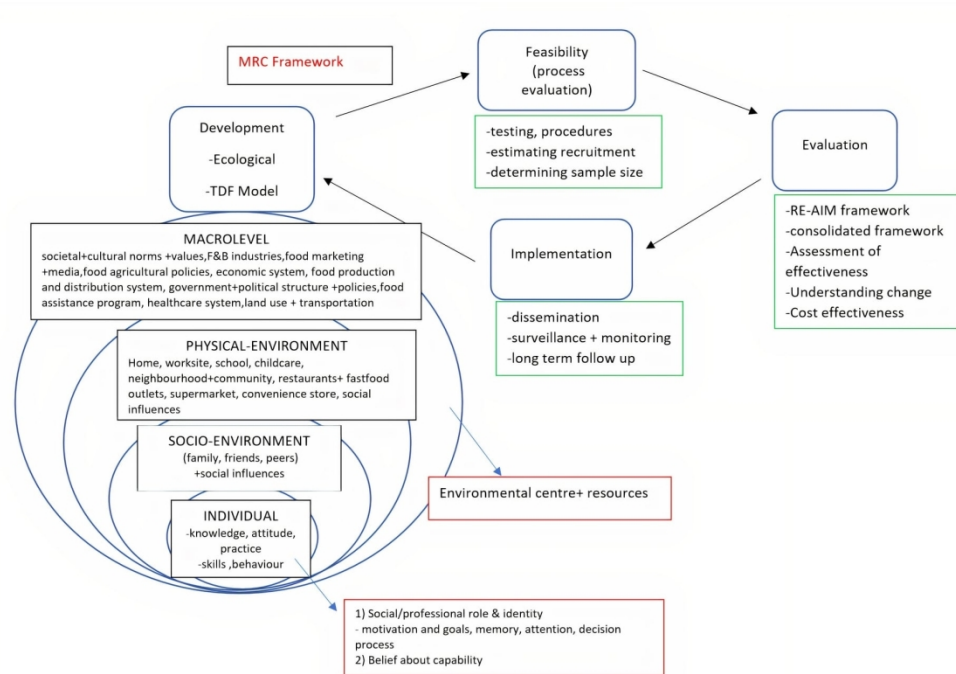 MRC Framework
Feasibility
(process
evaluation)
-testing, procedures
-estimating recruitment
-determining sample size
Development
-Ecological
-TDF Model
Evaluation
-RE-AIM framework
-consolidated framework
-Assessment of
effectiveness
-Understanding change
-Cost effectiveness
Implementation
-dissemination
-surveillance + monitoring
-long term follow up
MACROLEVEL
societal+cultural norms +values,F&B industries,food marketing
+media,food agricultural policies, economic system, food production
and distribution system, government+political structure +policies,food
assistance program, healthcare system,land use + transportation
PHYSICAL-ENVIRONMENT
Home, worksite, school, childcare,
neighbourhood+community, restaurants+ fastfood
outlets, supermarket, convenience store, social
influences
SOCIO-ENVIRONMENT
(family, friends, peers)
+social influences
Environmental centre+ resources
INDIVIDUAL
-knowledge, attitude,
practice
-skills ,behaviour
1) Social/professional role & identity
- motivation and goals, memory, attention, decision
process
2) Belief about capability